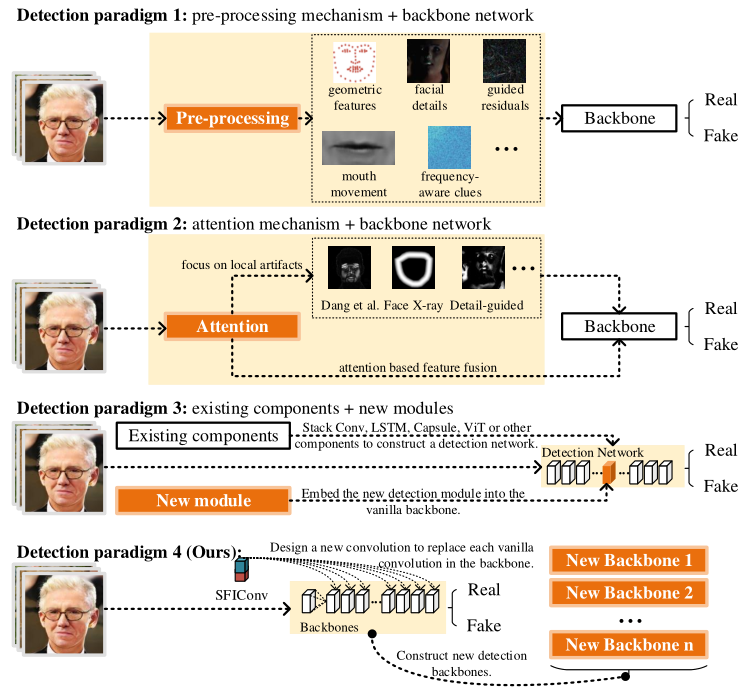 Detection paradigm 1: pre-processing mechanism + backbone network
Pre-processing
geometric
features
facial
details
guided
residuals
mouth
movement
frequency-
aware clues
...
Backbone
Real
Fake
Detection paradigm 2: attention mechanism + backbone network
focus on local artifacts
Attention
Dang et al. Face X-ray Detail-guided
...
attention based feature fusion
Backbone
Real
Fake
Detection paradigm 3: existing components + new modules
Existing components
Stack Conv, LSTM, Capsule, ViT or other
components to construct a detection network.
New module
Embed the new detection module into the
vanilla backbone.
Detection Network
Real
Fake
Detection paradigm 4 (Ours):
SFIConv
Design a new convolution to replace each vanilla
convolution in the backbone.
Backbones
Real
Fake
Construct new detection
backbones.
New Backbone 1
New Backbone 2
...
New Backbone n